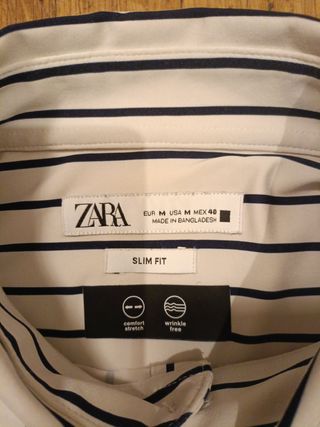 ZARA
EUR M USA M MEX 40
MADE IN BANGLADESH
SLIM FIT
comfort
stretch
wrinkle
free